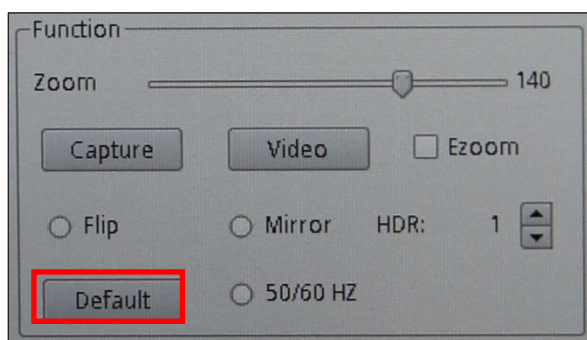 Function
Zoom 140
Capture Video Ezoom
Flip Mirror HDR: 1
Default 50/60 HZ